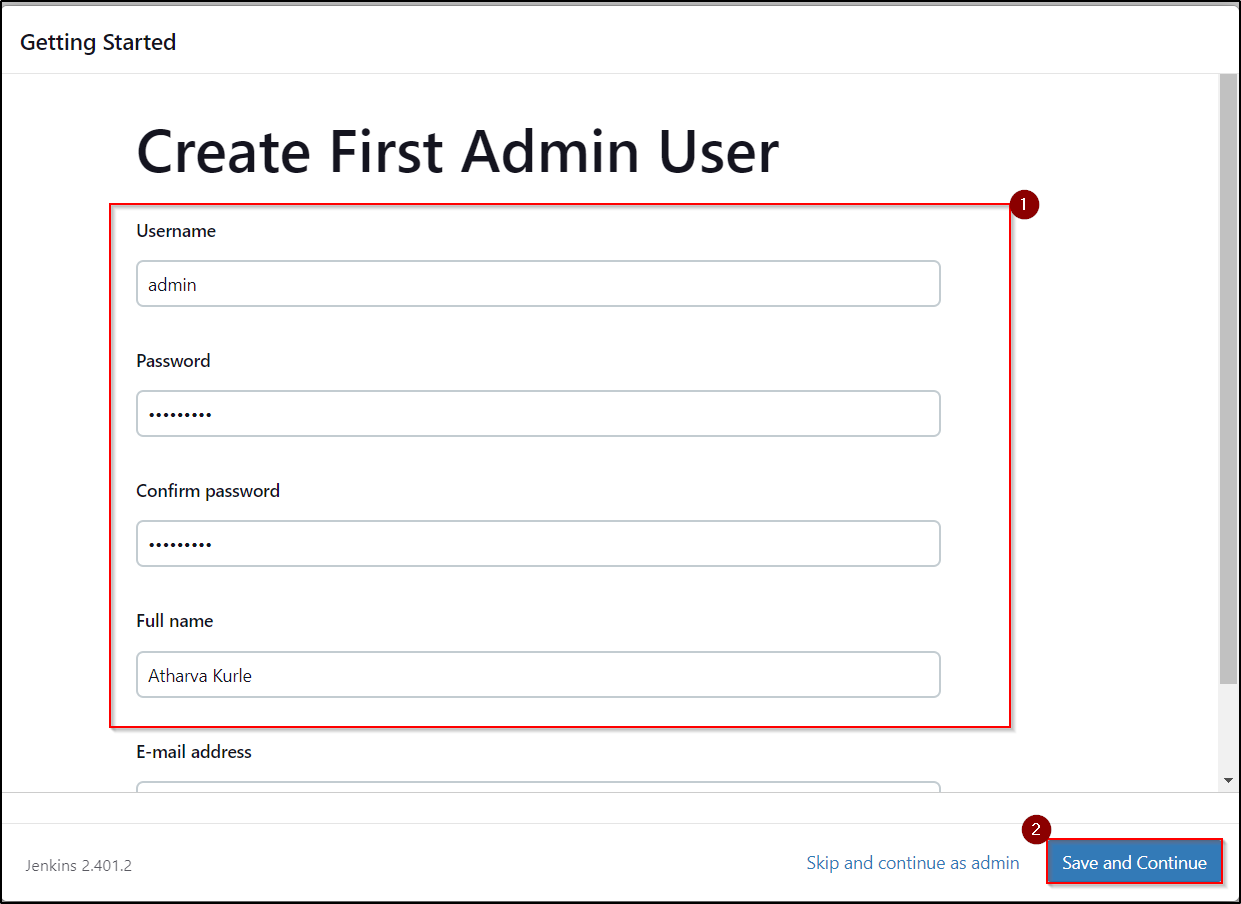 Getting Started
Create First Admin User
1
Username
admin
Password
•••••••••
Confirm password
•••••••••
Full name
Atharva Kurle
E-mail address
2
Jenkins 2.401.2
Skip and continue as admin
Save and Continue